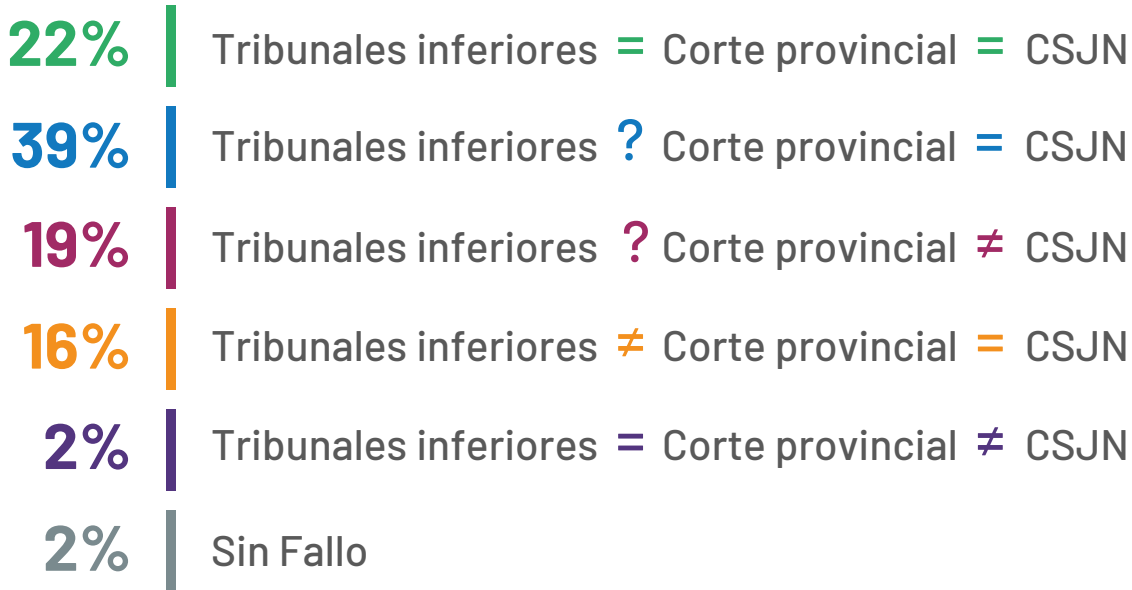 22% Tribunales inferiores = Corte provincial = CSJN
39% Tribunales inferiores ? Corte provincial = CSJN
19% Tribunales inferiores ? Corte provincial ≠ CSJN
16% Tribunales inferiores ≠ Corte provincial = CSJN
2% Tribunales inferiores = Corte provincial ≠ CSJN
2% Sin Fallo